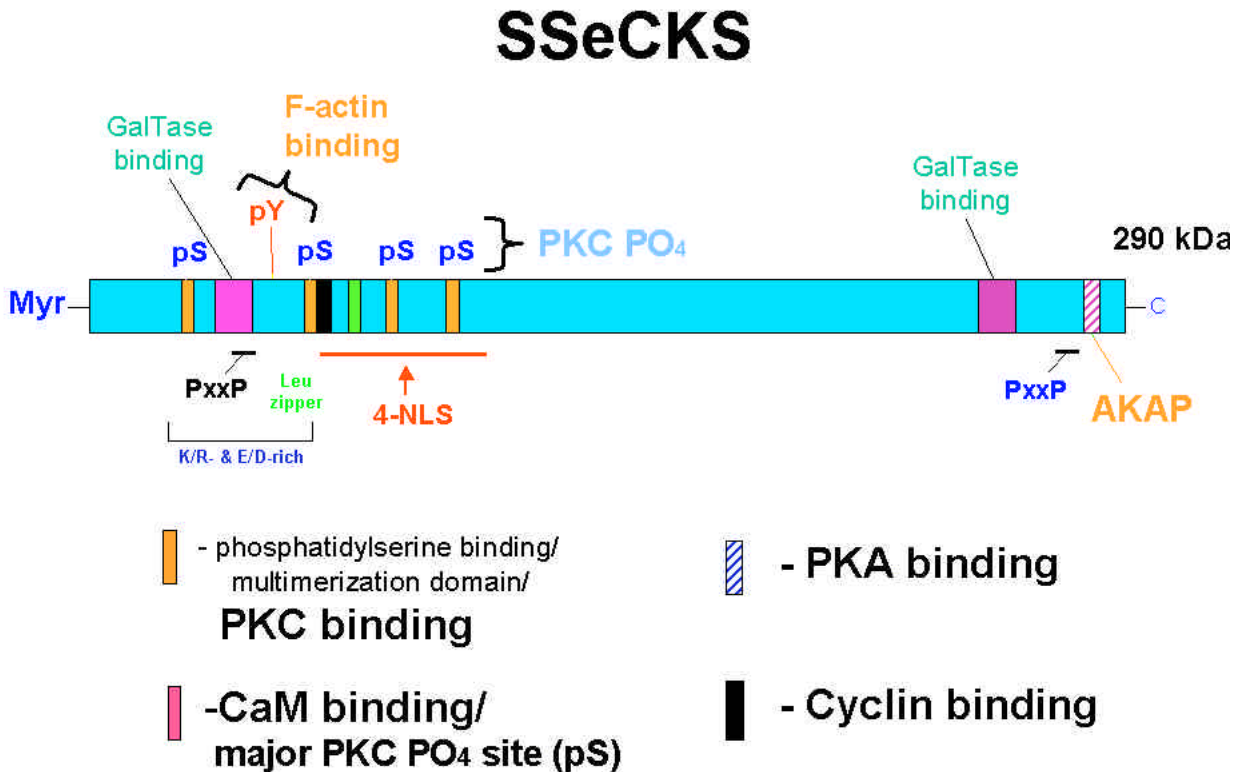 SSeCKS
F-actin
binding
GalTase
binding
GalTase
binding
pY
290 kDa
pS
pS
pS
pS
PKC PO4
Myr
C
PxxP
Leu
zipper
4-NLS
PxxP
AKAP
K/R- & E/D-rich
- phosphatidylserine binding/
multimerization domain/
PKC binding
- PKA binding
-CaM binding/
major PKC PO4 site (pS)
- Cyclin binding